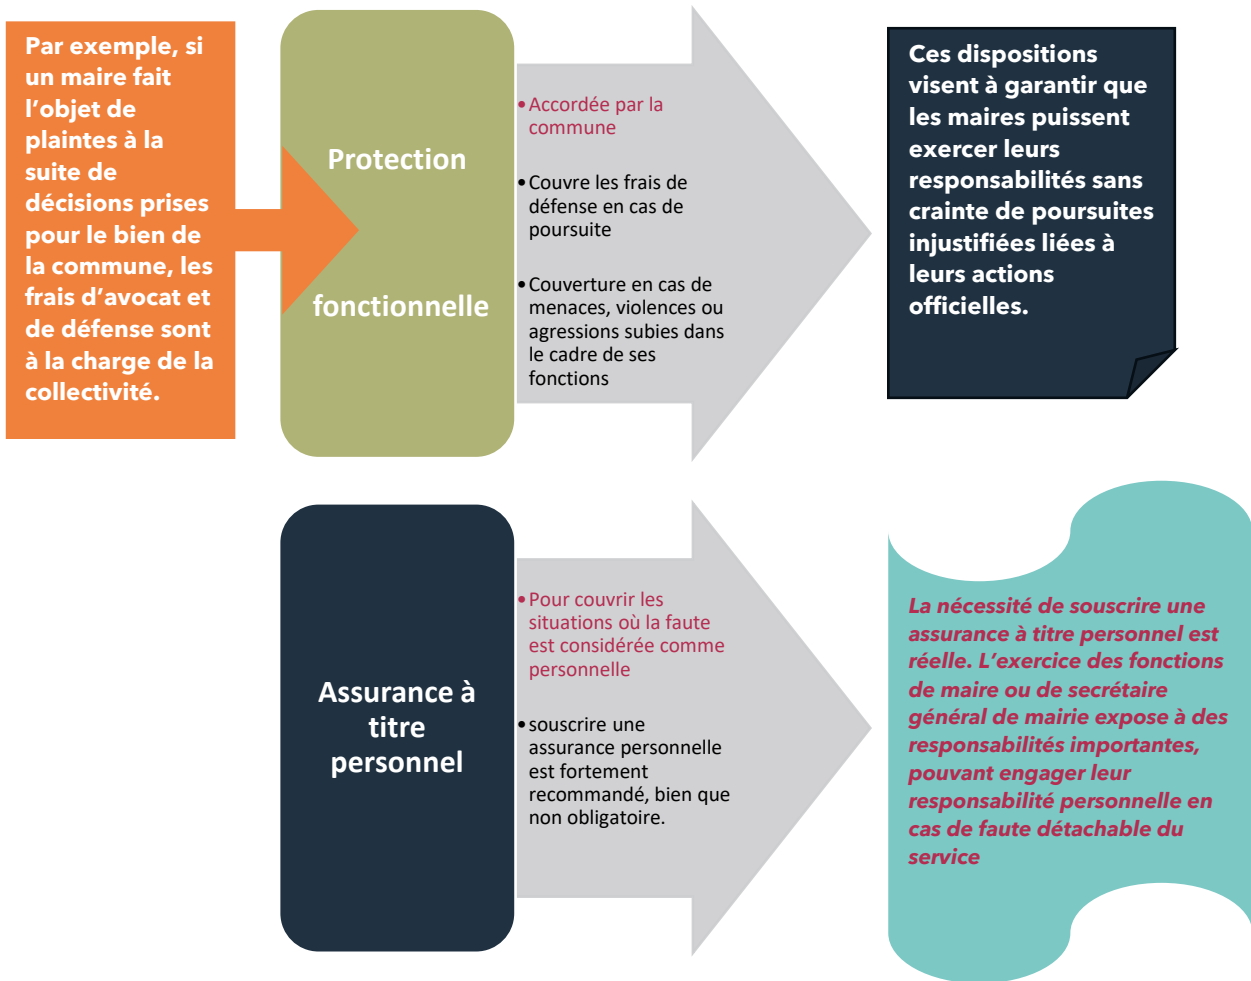 Par exemple, si
un maire fait
l’objet de
plaintes à la
suite de
décisions prises
pour le bien de
la commune, les
frais d’avocat et
de défense sont
à la charge de la
collectivité.
Protection
fonctionnelle
•Accordée par la
commune
•Couvre les frais de
défense en cas de
poursuite
•Couverture en cas de
menaces, violences ou
agressions subies dans
le cadre de ses
fonctions
Ces dispositions
visent à garantir que
les maires puissent
exercer leurs
responsabilités sans
crainte de poursuites
injustifiées liées à
leurs actions
officielles.
Assurance à
titre
personnel
•Pour couvrir les
situations où la faute
est considérée comme
personnelle
•souscrire une
assurance personnelle
est fortement
recommandé, bien que
non obligatoire.
La nécessité de souscrire une
assurance à titre personnel est
réelle. L’exercice des fonctions
de maire ou de secrétaire
général de mairie expose à des
responsabilités importantes,
pouvant engager leur
responsabilité personnelle en
cas de faute détachable du
service